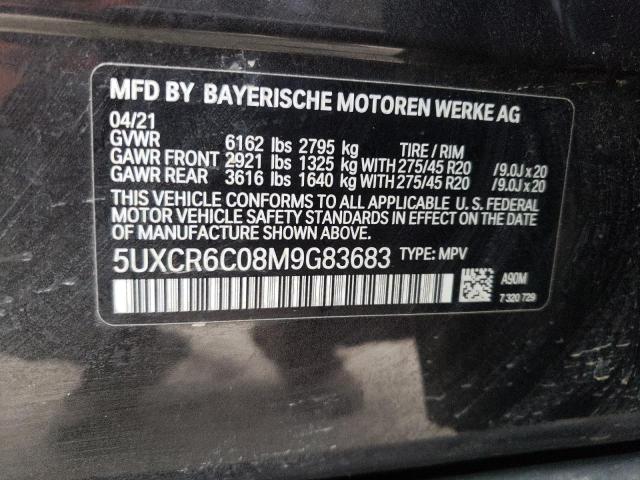 MFD BY BAYERISCHE MOTOREN WERKE AG
04/21
GVWR 6162 lbs 2795 kg TIRE / RIM
GAWR FRONT 2921 lbs 1325 kg WITH 275/45 R20 / 9.0J x 20
GAWR REAR 3616 lbs 1640 kg WITH 275/45 R20 / 9.0J x 20
THIS VEHICLE CONFORMS TO ALL APPLICABLE U. S. FEDERAL
MOTOR VEHICLE SAFETY STANDARDS IN EFFECT ON THE DATE
OF MANUFACTURE SHOWN ABOVE.
5UXCR6C08M9G83683 TYPE: MPV
A90M
7 320 729